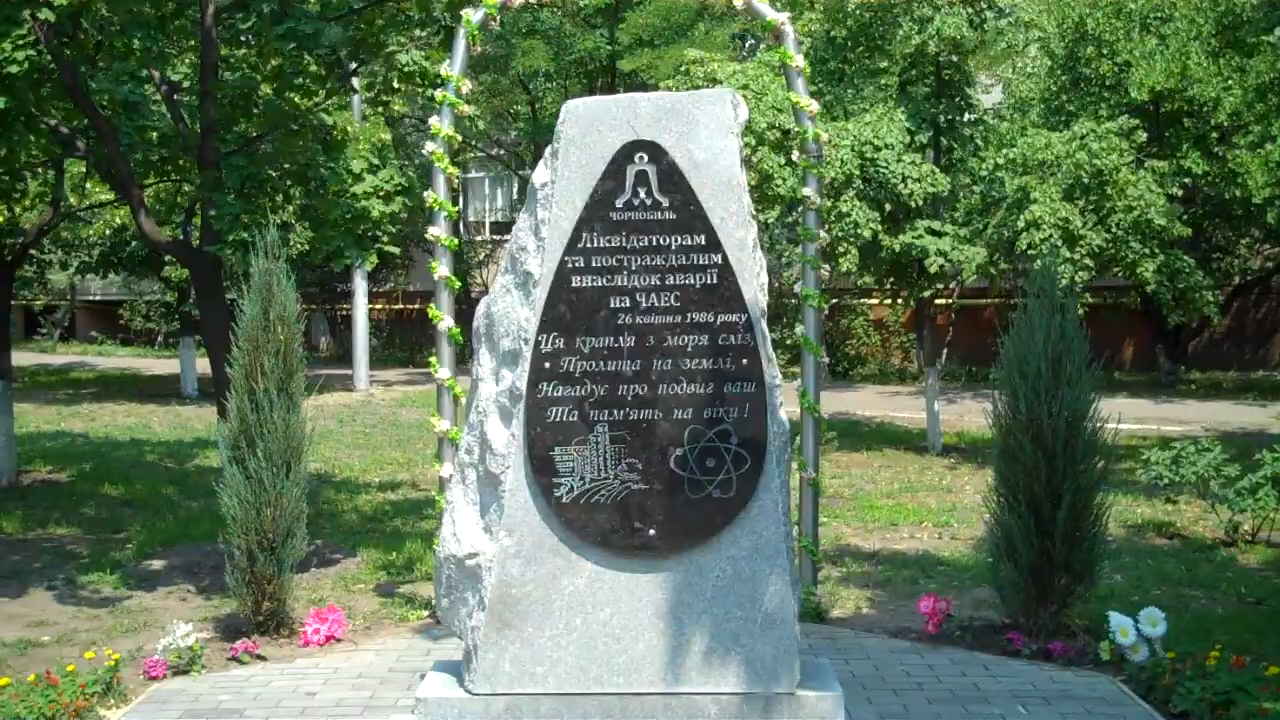 ЧОРНОБИЛЬ
Ліквідаторам
та постраждалим
внаслідок аварії
на ЧАЕС
26 квітня 1986 року
Ця крапля з моря сліз,
Пролита на землі,
Нагадує про подвиг ваш
Та пам'ять на віки!